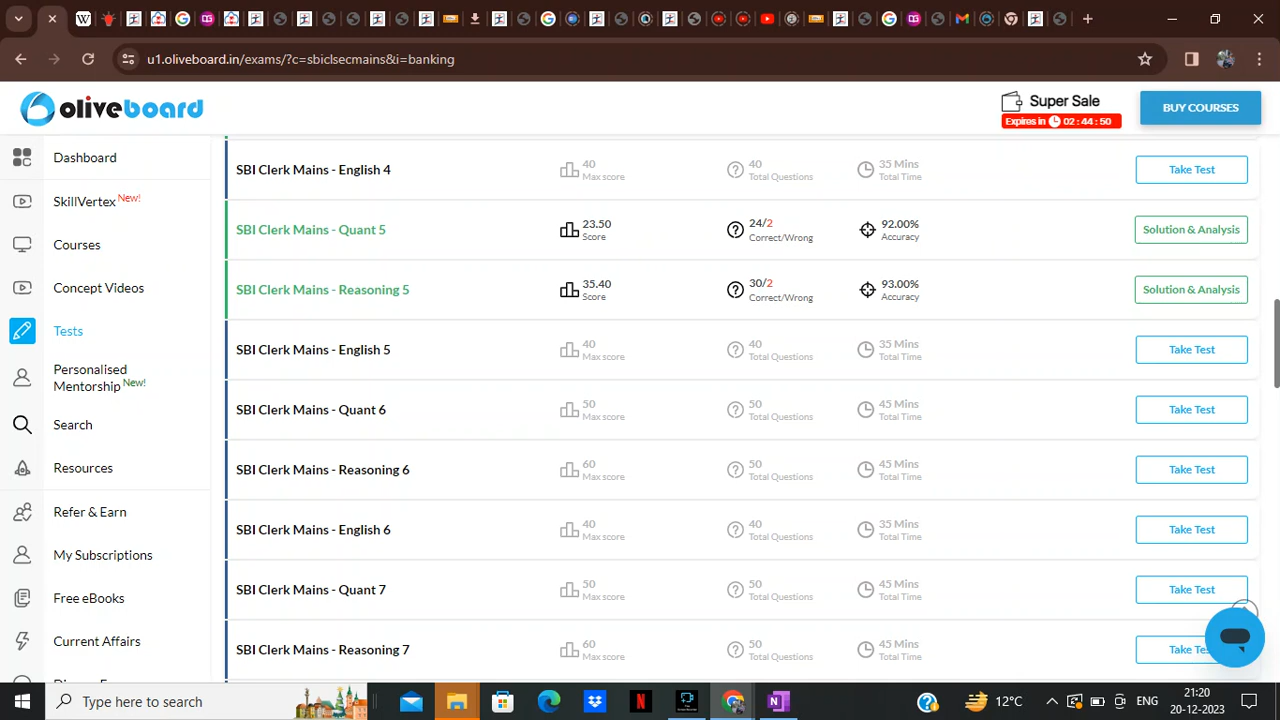 u1.oliveboard.in/exams/?c=sbiclsecmains&i=banking
oliveboard
Super Sale
Expires in 02 : 44 : 50
BUY COURSES
Dashboard
SkillVertex New!
Courses
Concept Videos
Tests
Personalised
Mentorship New!
Search
Resources
Refer & Earn
My Subscriptions
Free eBooks
Current Affairs
SBI Clerk Mains - English 4
40
Max score
40
Total Questions
35 Mins
Total Time
Take Test
SBI Clerk Mains - Quant 5
23.50
Score
24/2
Correct/Wrong
92.00%
Accuracy
Solution & Analysis
SBI Clerk Mains - Reasoning 5
35.40
Score
30/2
Correct/Wrong
93.00%
Accuracy
Solution & Analysis
SBI Clerk Mains - English 5
40
Max score
40
Total Questions
35 Mins
Total Time
Take Test
SBI Clerk Mains - Quant 6
50
Max score
50
Total Questions
45 Mins
Total Time
Take Test
SBI Clerk Mains - Reasoning 6
60
Max score
50
Total Questions
45 Mins
Total Time
Take Test
SBI Clerk Mains - English 6
40
Max score
40
Total Questions
35 Mins
Total Time
Take Test
SBI Clerk Mains - Quant 7
50
Max score
50
Total Questions
45 Mins
Total Time
Take Test
SBI Clerk Mains - Reasoning 7
60
Max score
50
Total Questions
45 Mins
Total Time
Take
Type here to search
12°C
ENG
21:20
20-12-2023